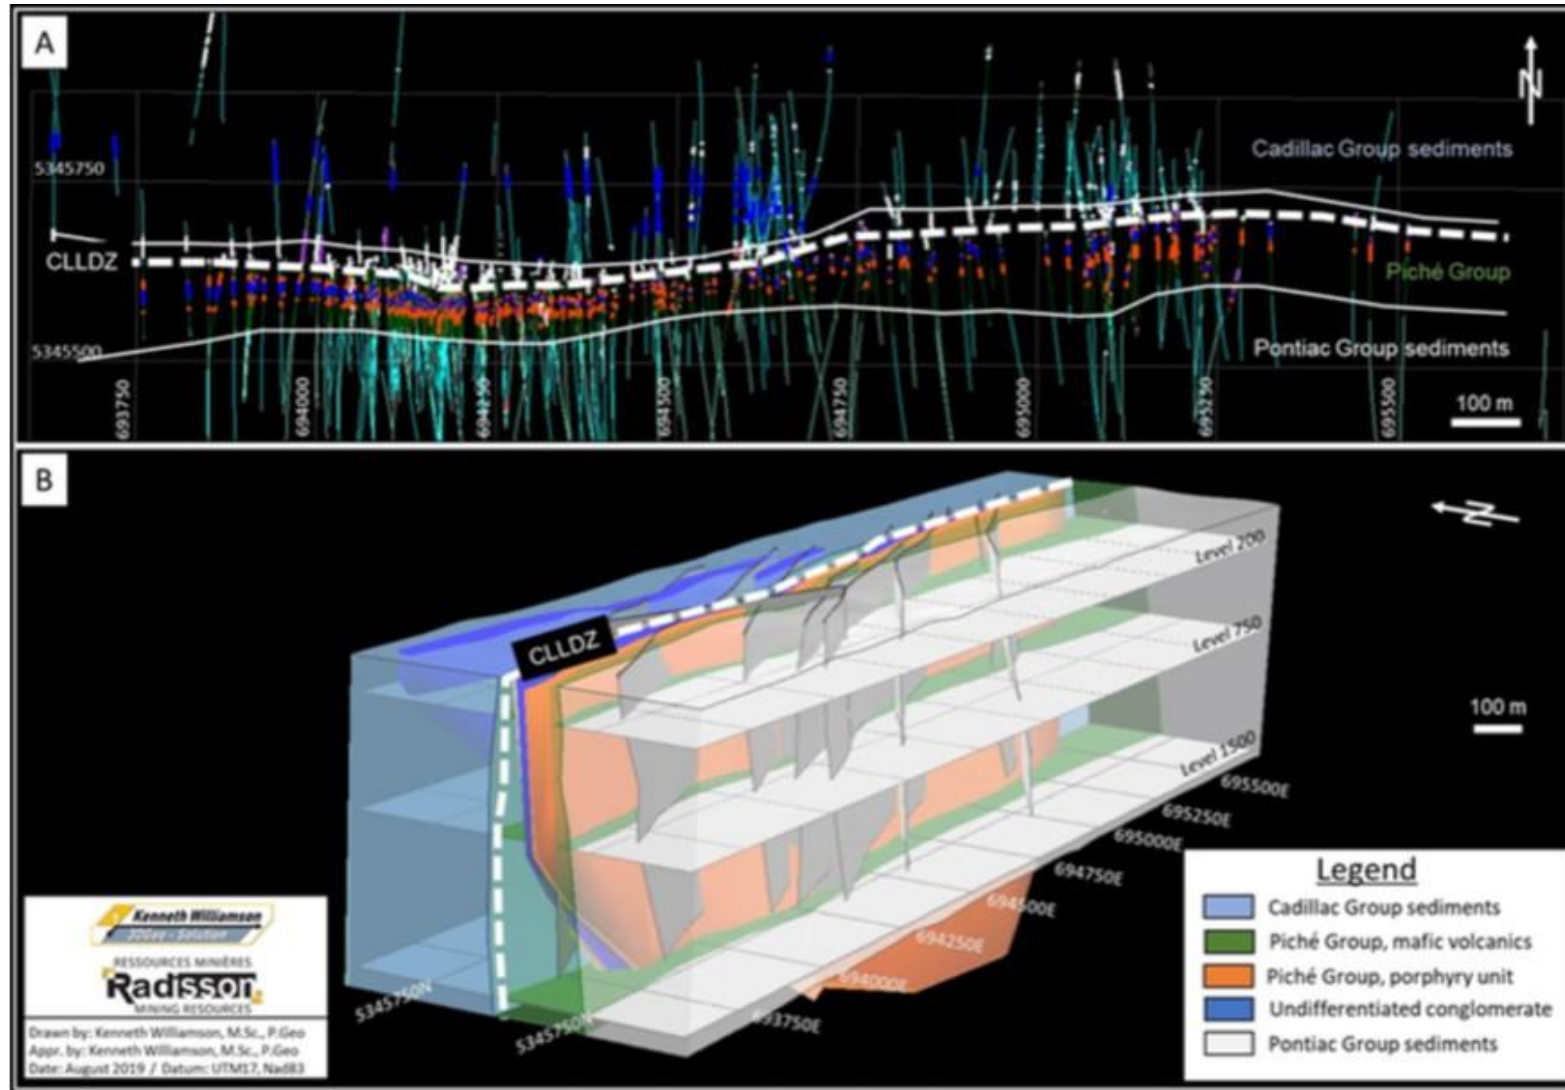 A
N
Cadillac Group sediments
5345750
CLLDZ
Piché Group
Pontiac Group sediments
5345500
693750
694000
694250
694500
694750
695000
695250
695500
100 m
B
N
Level 200
CLLDZ
Level 750
100 m
Level 1500
695500E
695250E
695000E
694750E
694500E
694250E
694000E
693750E
5345750N
Legend
Cadillac Group sediments
Piché Group, mafic volcanics
Piché Group, porphyry unit
Undifferentiated conglomerate
Pontiac Group sediments
Kenneth Williamson
3DGeo - Solution
RESSOURCES MINIÈRES
Radisson
MINING RESOURCES
Drawn by: Kenneth Williamson, M.Sc., P.Geo
Appr. by: Kenneth Williamson, M.Sc., P.Geo
Date: August 2019 / Datum: UTM17, Nad83